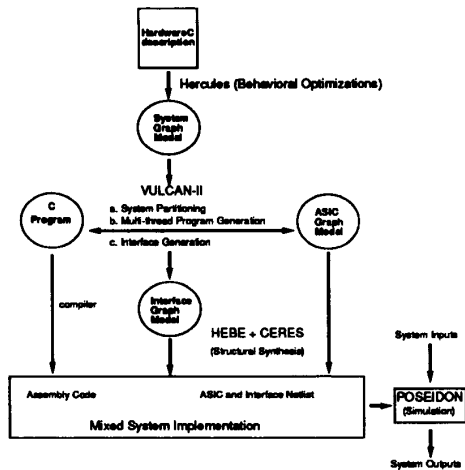 HardwareC
description
Hercules (Behavioral Optimizations)
System
Graph
Model
VULCAN-II
a. System Partitioning
b. Multi-thread Program Generation
c. Interface Generation
C
Program
ASIC
Graph
Model
compiler
Interface
Graph
Model
HEBE + CERES
(Structural Synthesis)
System Inputs
Assembly Code
ASIC and Interface Netlist
Mixed System Implementation
POSEIDON
(Simulation)
System Outputs